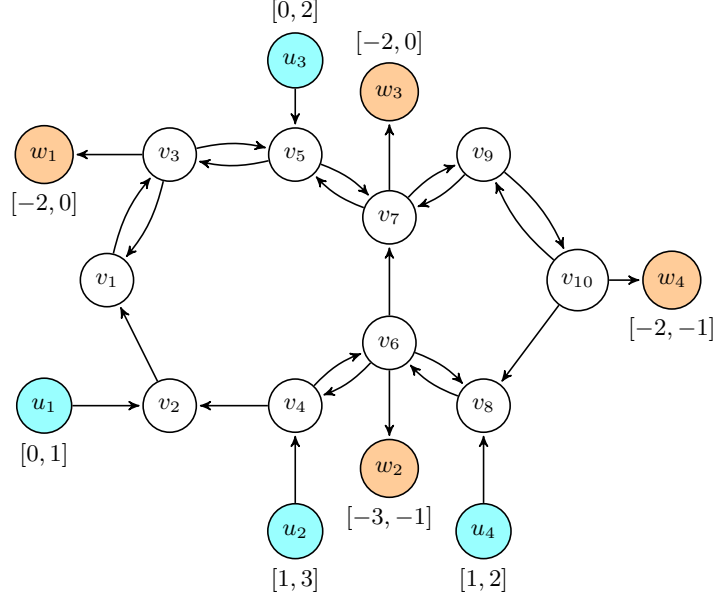 [0, 2]
u₃
[−2, 0]
w₃
w₁
v₃
v₅
v₉
[−2, 0]
v₇
v₁
v₁₀
w₄
[−2, −1]
v₆
u₁
v₂
v₄
v₈
[0, 1]
w₂
[−3, −1]
u₂
u₄
[1, 3]
[1, 2]